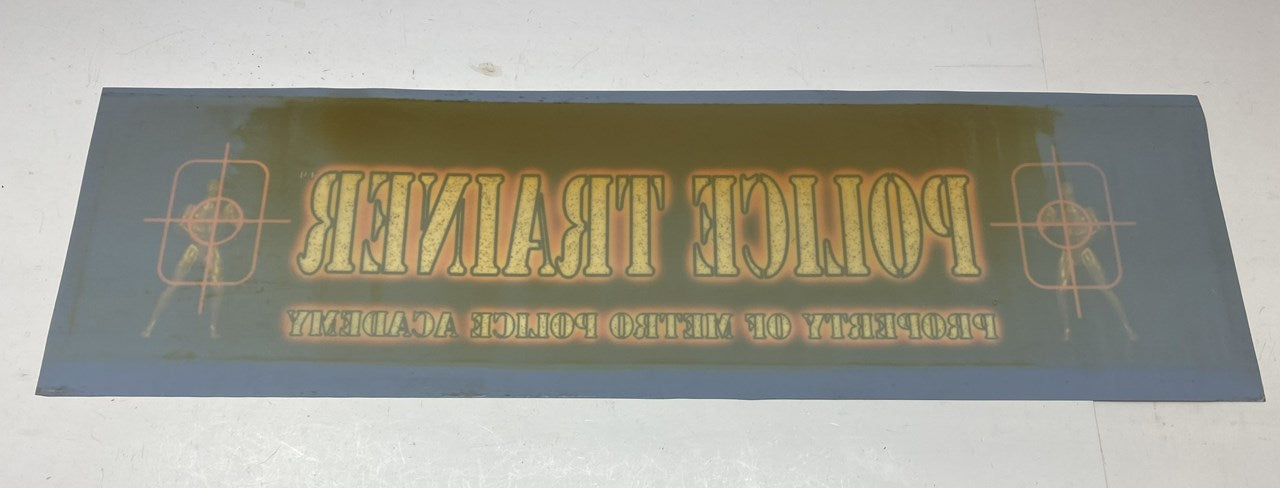 POLICE TRAINER
PROPERTY OF METRO POLICE ACADEMY